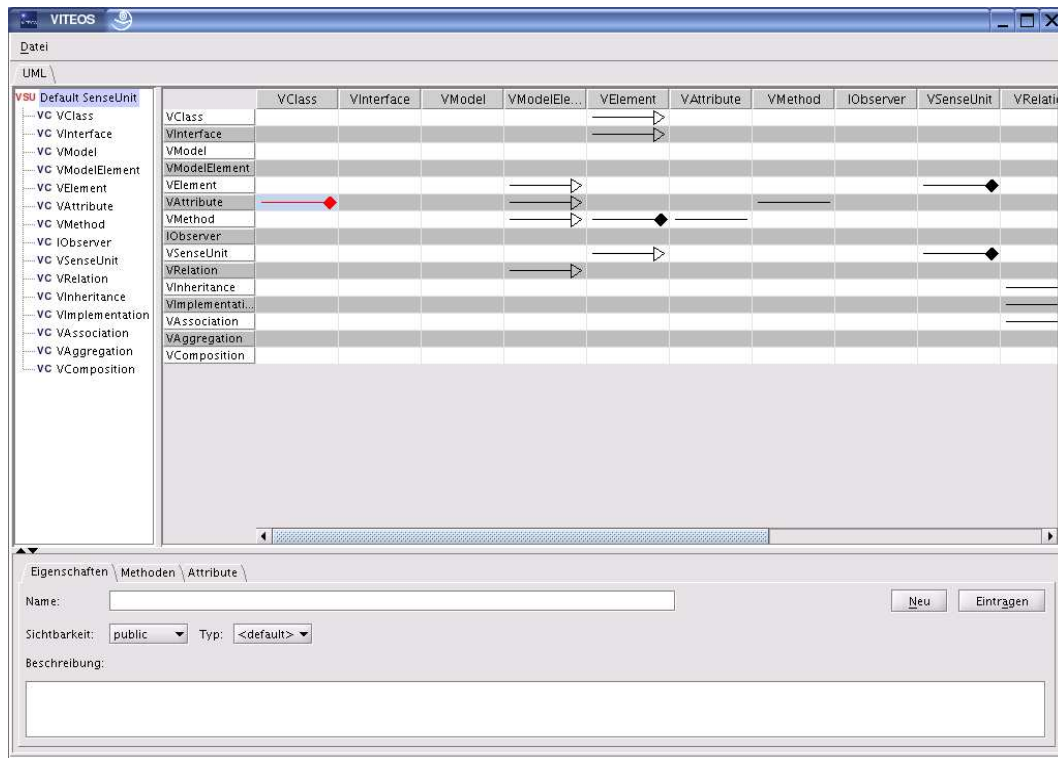 VITEOS
Datei
UML
VSU Default SenseUnit
VC VClass
VC VInterface
VC VModel
VC VModelElement
VC VElement
VC VAttribute
VC VMethod
VC IObserver
VC VSenseUnit
VC VRelation
VC VInheritance
VC VImplementation
VC VAssociation
VC VAggregation
VC VComposition
VClass VInterface VModel VModelEle... VElement VAttribute VMethod IObserver VSenseUnit VRelati
VClass
VInterface
VModel
VModelElement
VElement
VAttribute
VMethod
IObserver
VSenseUnit
VRelation
VInheritance
VImplementati...
VAssociation
VAggregation
VComposition
Eigenschaften Methoden Attribute
Name: Neu Eintragen
Sichtbarkeit: public Typ: <default>
Beschreibung: